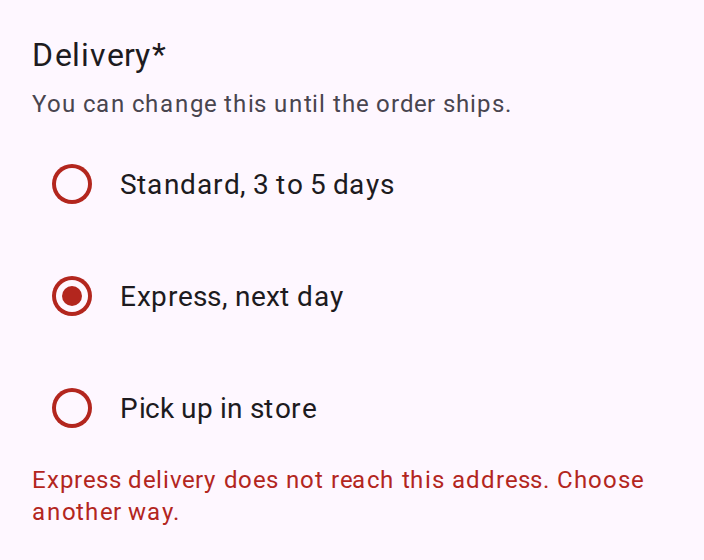 Delivery*
You can change this until the order ships.
Standard, 3 to 5 days
Express, next day
Pick up in store
Express delivery does not reach this address. Choose
another way.